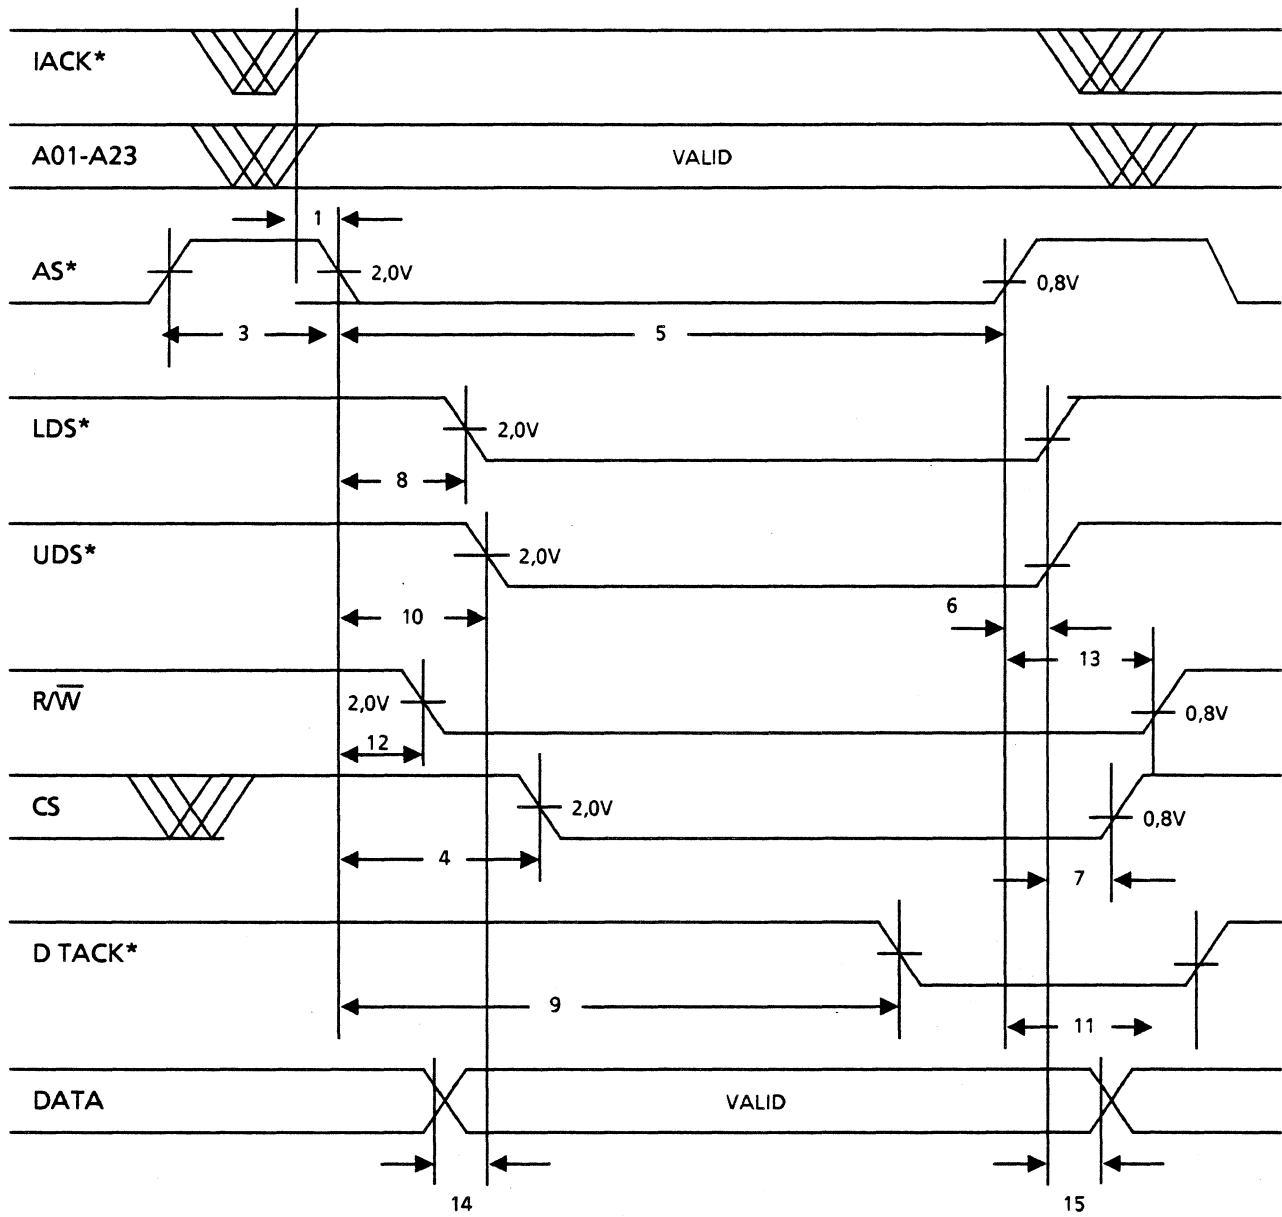 IACK*
A01-A23
VALID
1
AS*
2,0V
0,8V
3
5
LDS*
2,0V
8
UDS*
2,0V
10
6
13
R/W̅
2,0V
0,8V
12
CS
2,0V
0,8V
4
7
D TACK*
9
11
DATA
VALID
14
15